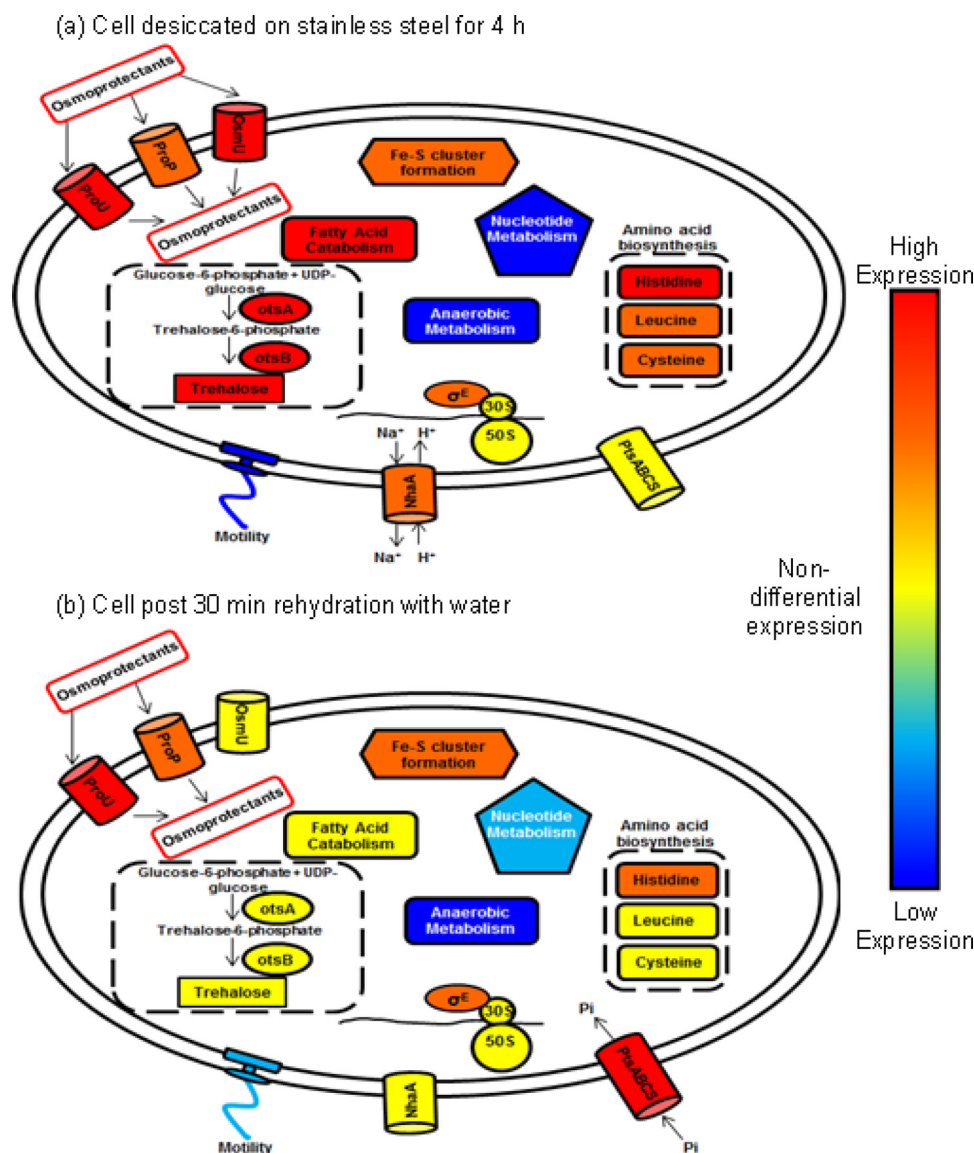 (a) Cell desiccated on stainless steel for 4 h
Osmoprotectants
OsmU
ProP
ProU
Osmoprotectants
Fe-S cluster
formation
Fatty Acid
Catabolism
Nucleotide
Metabolism
Amino acid
biosynthesis
Histidine
Leucine
Cysteine
Glucose-6-phosphate + UDP-
glucose
otsA
Trehalose-6-phosphate
otsB
Trehalose
Anaerobic
Metabolism
σE
30S
50S
Na+ H+
NhaA
Na+ H+
PtsABCS
Motility
High
Expression
Non-
differential
expression
Low
Expression
(b) Cell post 30 min rehydration with water
Osmoprotectants
OsmU
ProP
ProU
Osmoprotectants
Fe-S cluster
formation
Fatty Acid
Catabolism
Nucleotide
Metabolism
Amino acid
biosynthesis
Histidine
Leucine
Cysteine
Glucose-6-phosphate + UDP-
glucose
otsA
Trehalose-6-phosphate
otsB
Trehalose
Anaerobic
Metabolism
σE
30S
50S
NhaA
Pi
PtsABCS
Pi
Motility